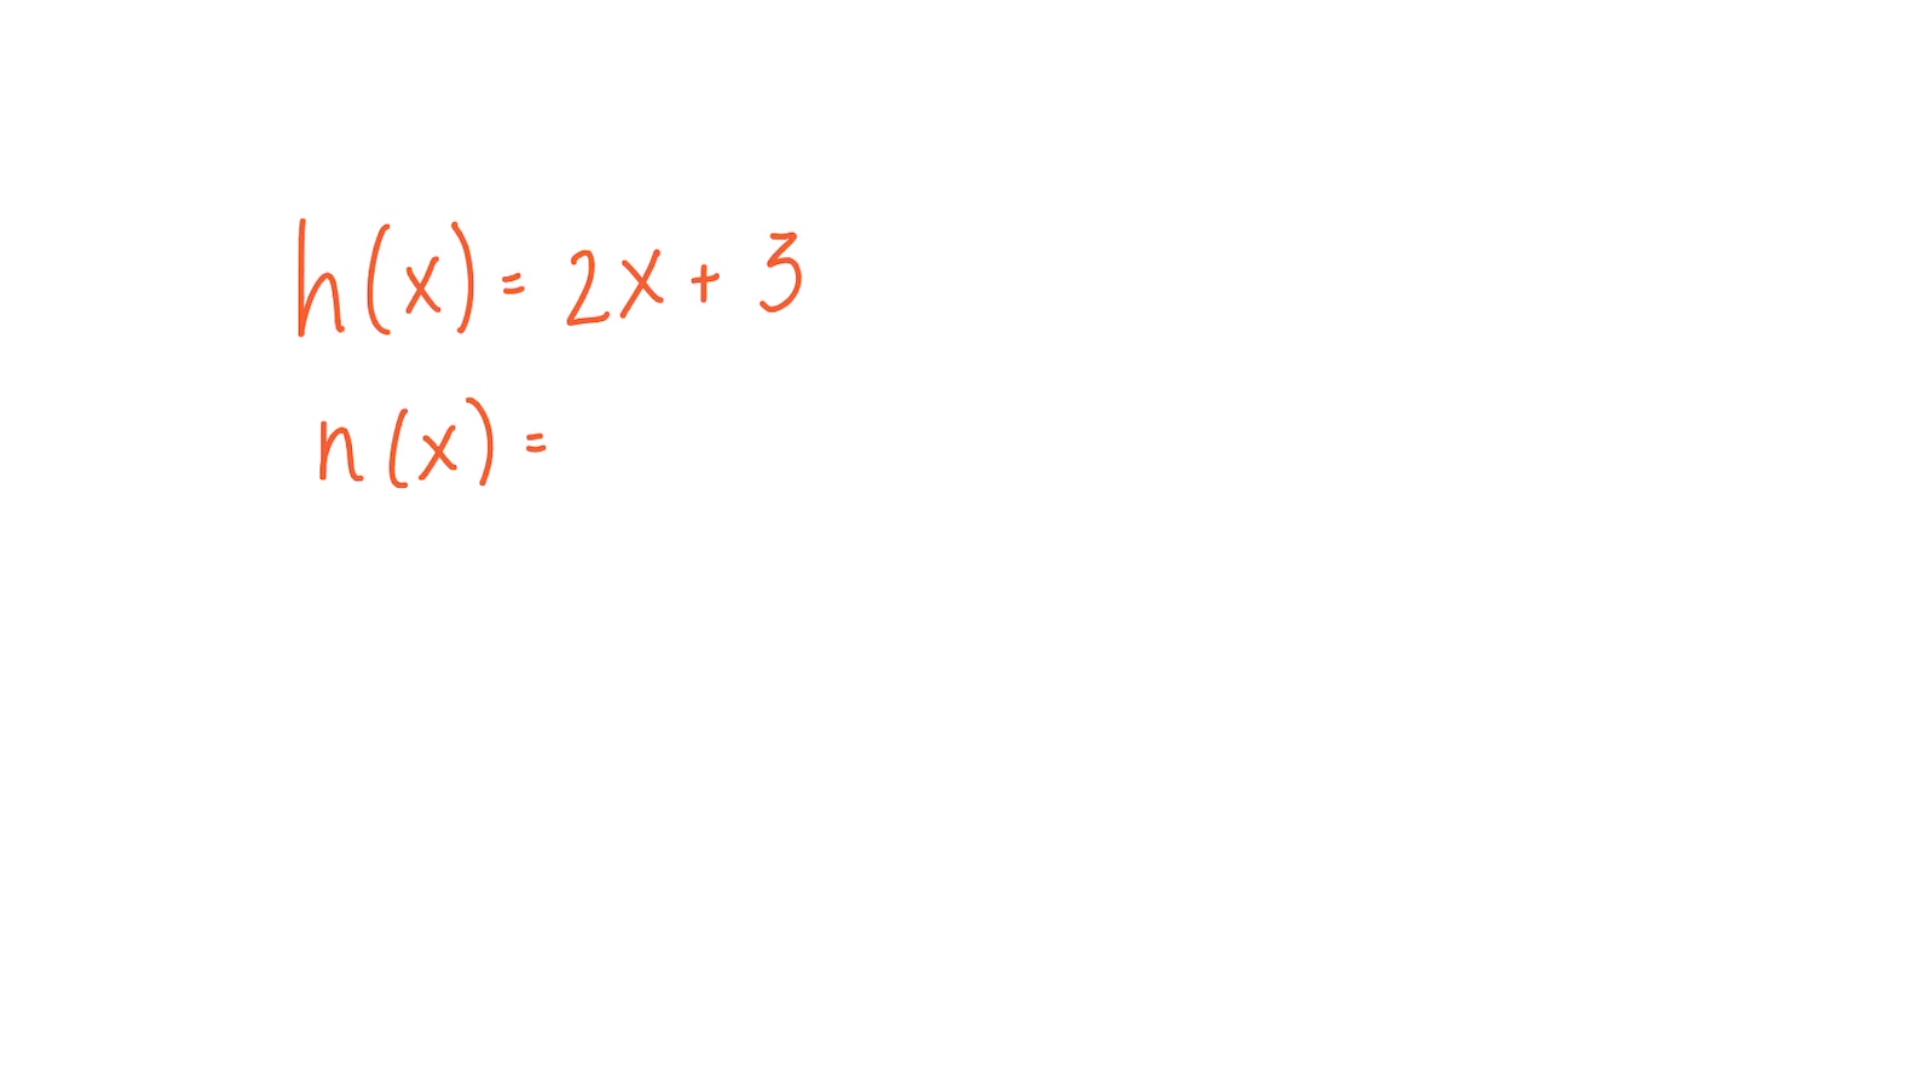 h(x) = 2x + 3
n(x) =